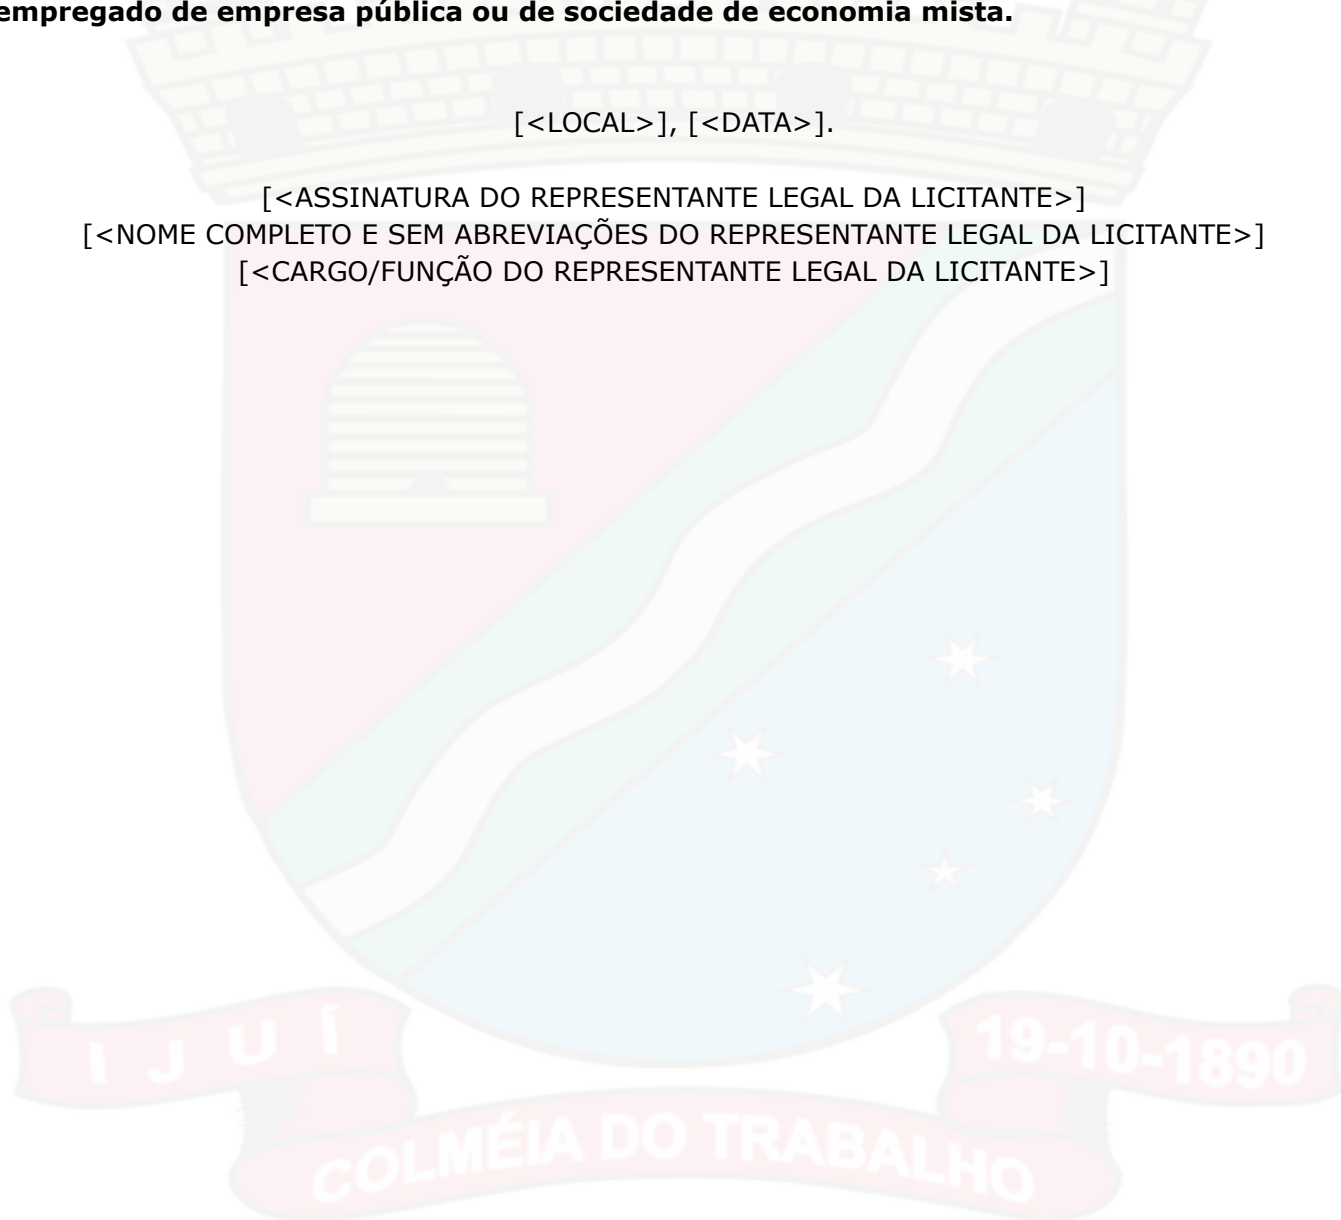 empregado de empresa pública ou de sociedade de economia mista.
[<LOCAL>], [<DATA>].
[<ASSINATURA DO REPRESENTANTE LEGAL DA LICITANTE>]
[<NOME COMPLETO E SEM ABREVIAÇÕES DO REPRESENTANTE LEGAL DA LICITANTE>]
[<CARGO/FUNÇÃO DO REPRESENTANTE LEGAL DA LICITANTE>]
IJUÍ
19-10-1890
COLMÉIA DO TRABALHO